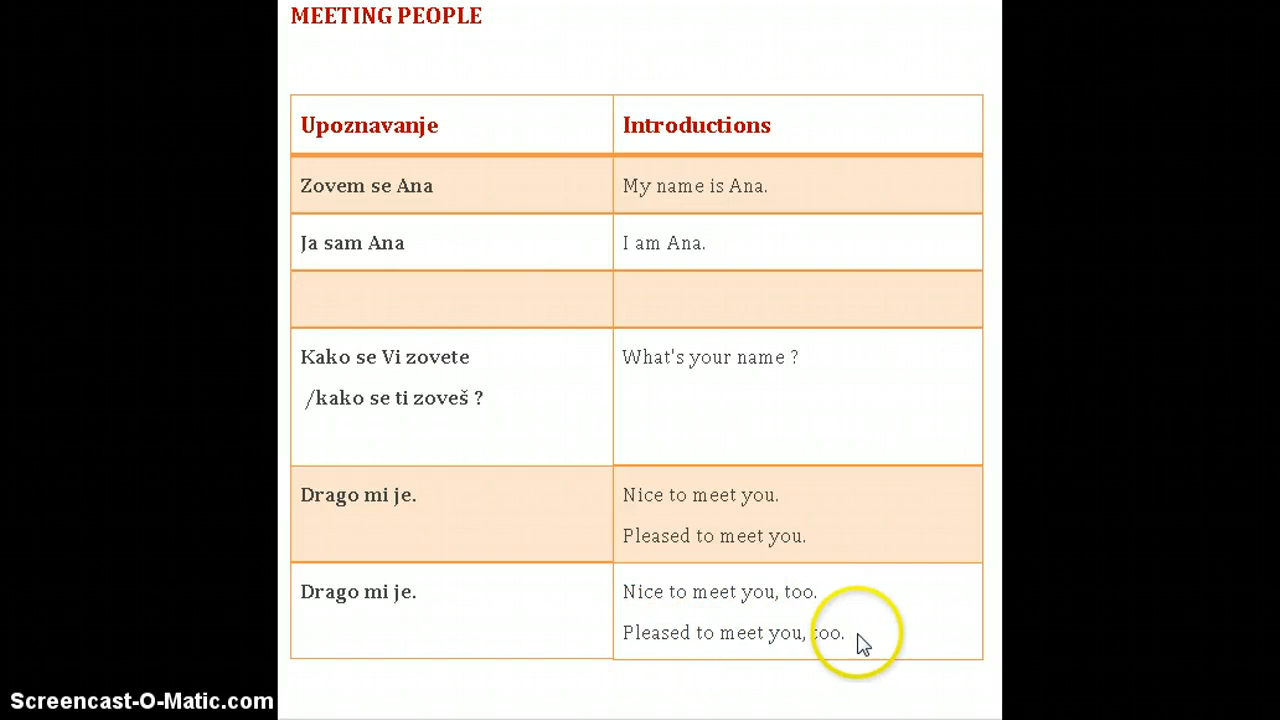 MEETING PEOPLE
Upoznavanje
Introductions
Zovem se Ana
My name is Ana.
Ja sam Ana
I am Ana.
Kako se Vi zovete
/kako se ti zoveš ?
What's your name ?
Drago mi je.
Nice to meet you.
Pleased to meet you.
Drago mi je.
Nice to meet you, too.
Pleased to meet you, too.
Screencast-O-Matic.com